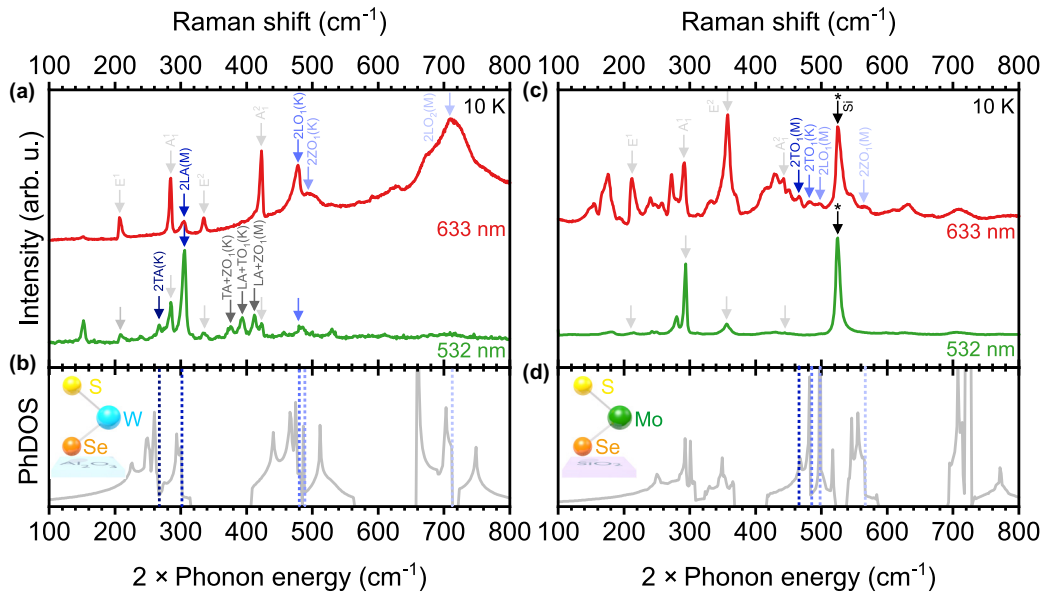 Raman shift (cm⁻¹)
Raman shift (cm⁻¹)
100 200 300 400 500 600 700 800
100 200 300 400 500 600 700 800
(a)
10 K
E¹
A₁¹
2LA(M)
E²
A₁²
2LO₁(K)
2ZO₁(K)
2LO₂(M)
633 nm
2TA(K)
TA+ZO₁(K)
LA+TO₁(K)
LA+ZO₁(M)
532 nm
Intensity (arb. u.)
(c)
10 K
E¹
A₁¹
E²
A₁²
2TO₁(M)
2TO₁(K)
2LO₁(M)
*
Si
2ZO₁(M)
633 nm
*
532 nm
(b)
S
W
Se
Al₂O₃
PhDOS
(d)
S
Mo
Se
SiO₂
100 200 300 400 500 600 700 800
100 200 300 400 500 600 700 800
2 × Phonon energy (cm⁻¹)
2 × Phonon energy (cm⁻¹)